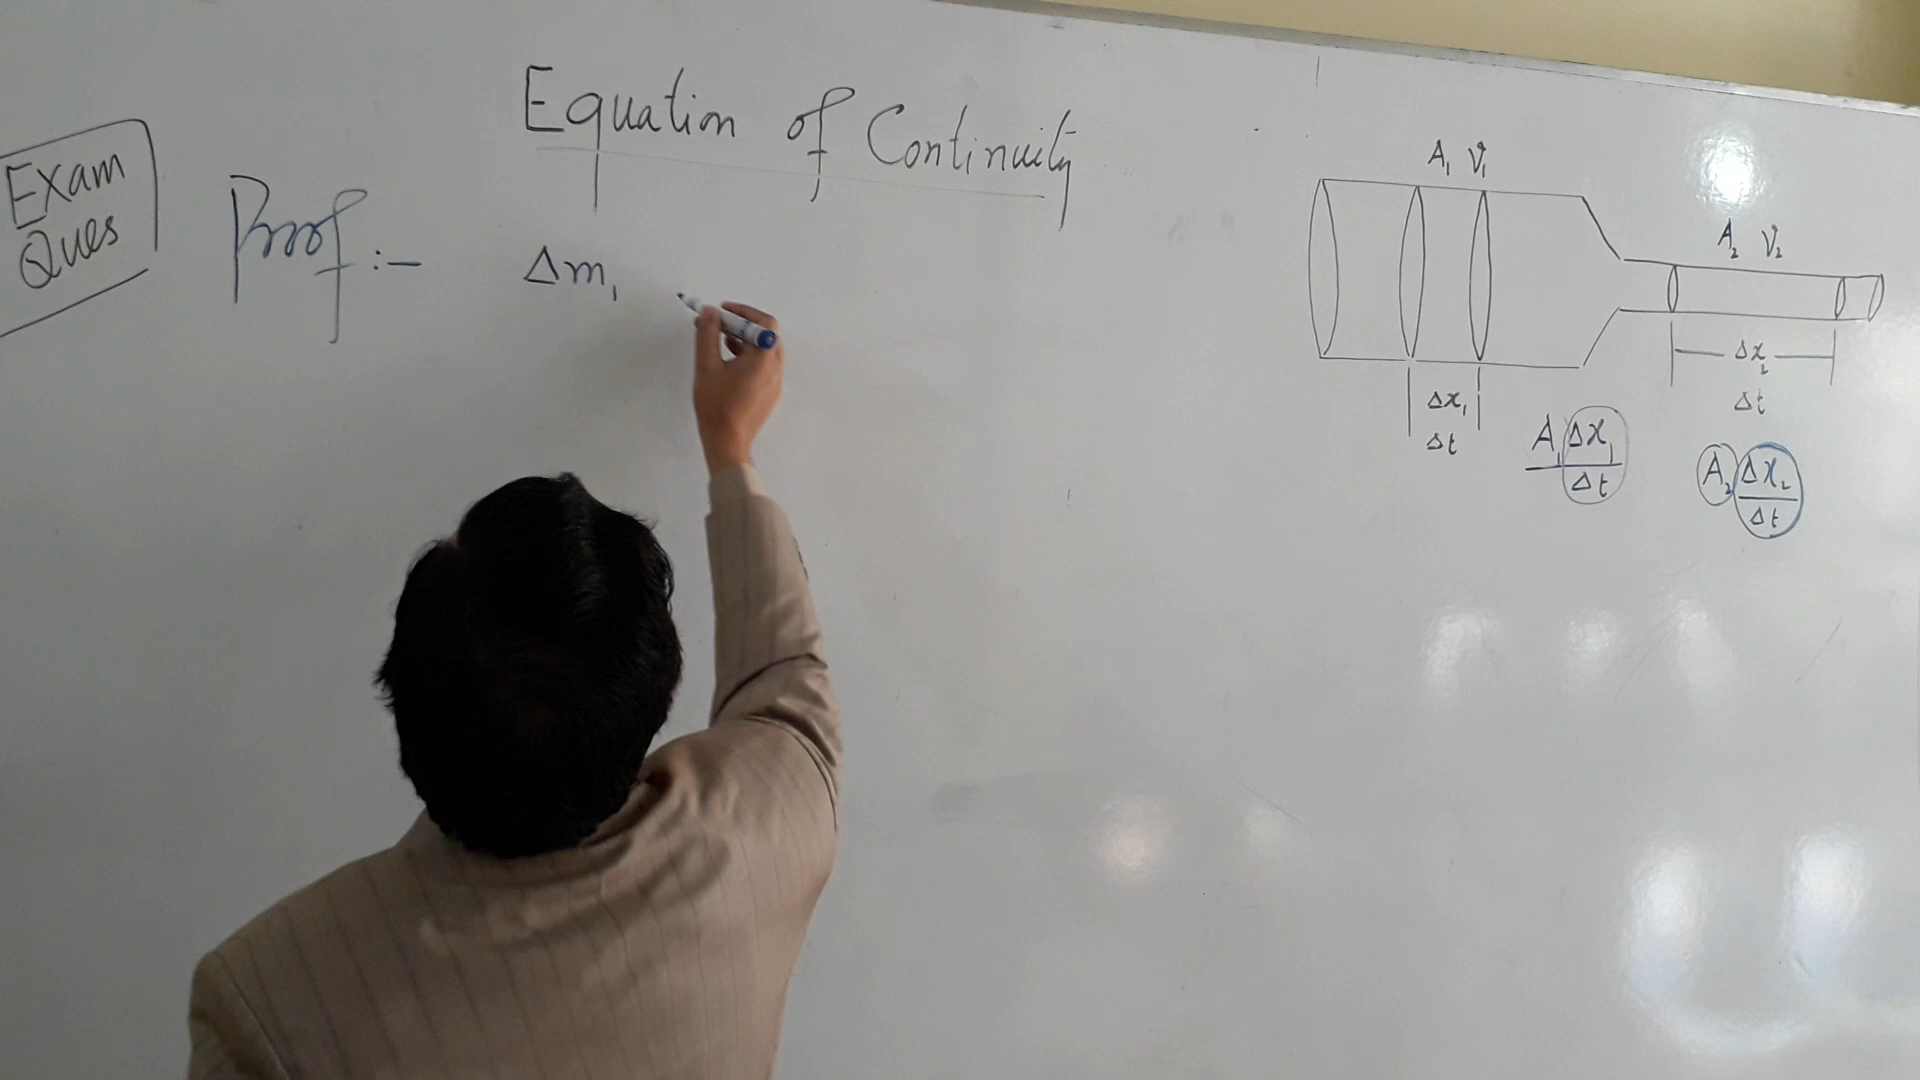 Equation of Continuity
Exam
Ques
Proof :-
Δm₁
A₁ V₁
A₂ V₂
Δx₁
Δt
Δx₂
Δt
A₁ Δx₁
Δt
A₂ Δx₂
Δt